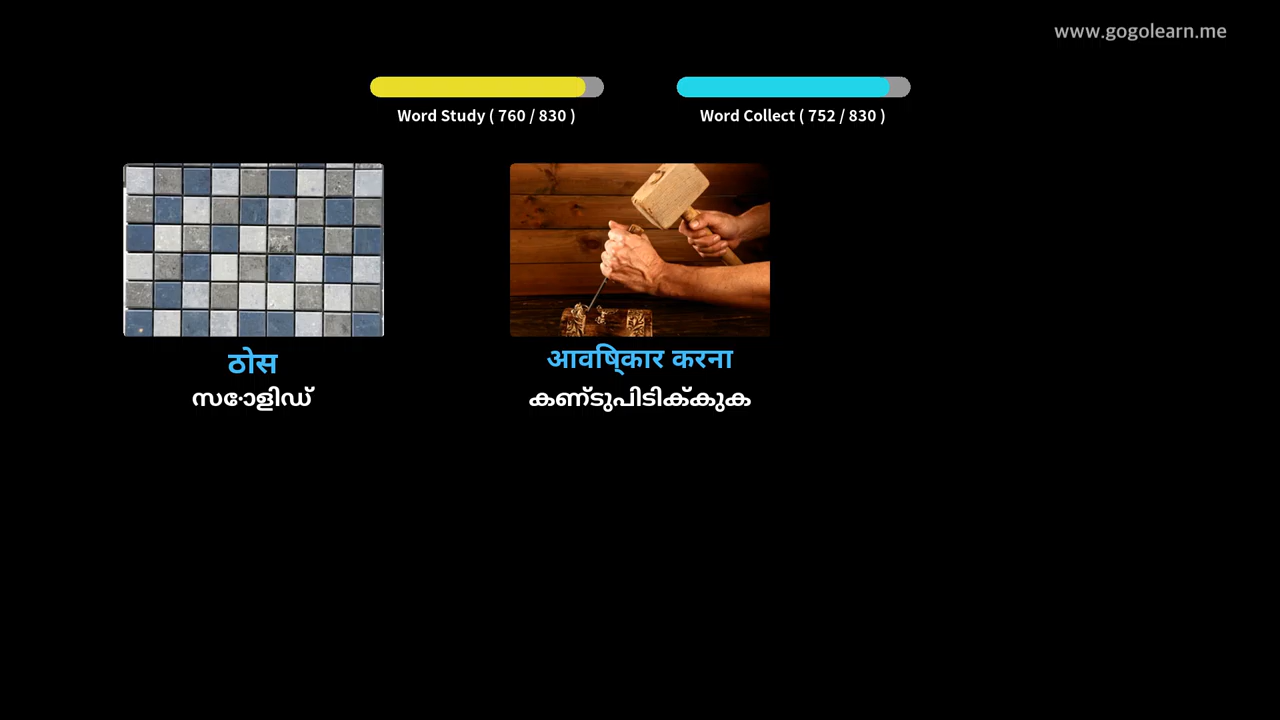 www.gogolearn.me
Word Study ( 760 / 830 )
Word Collect ( 752 / 830 )
ठोस
आविष्कार करना
സോളിഡ്
കണ്ടുപിടിക്കുക